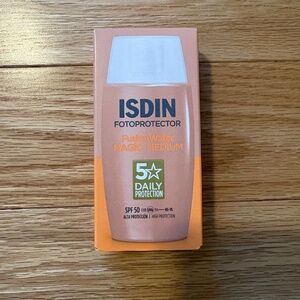 ISDIN
FOTOPROTECTOR
FusionWater
MAGIC MEDIUM
5☆
DAILY
PROTECTION
SPF 50
ALTA PROTECCIÓN | HIGH PROTECTION